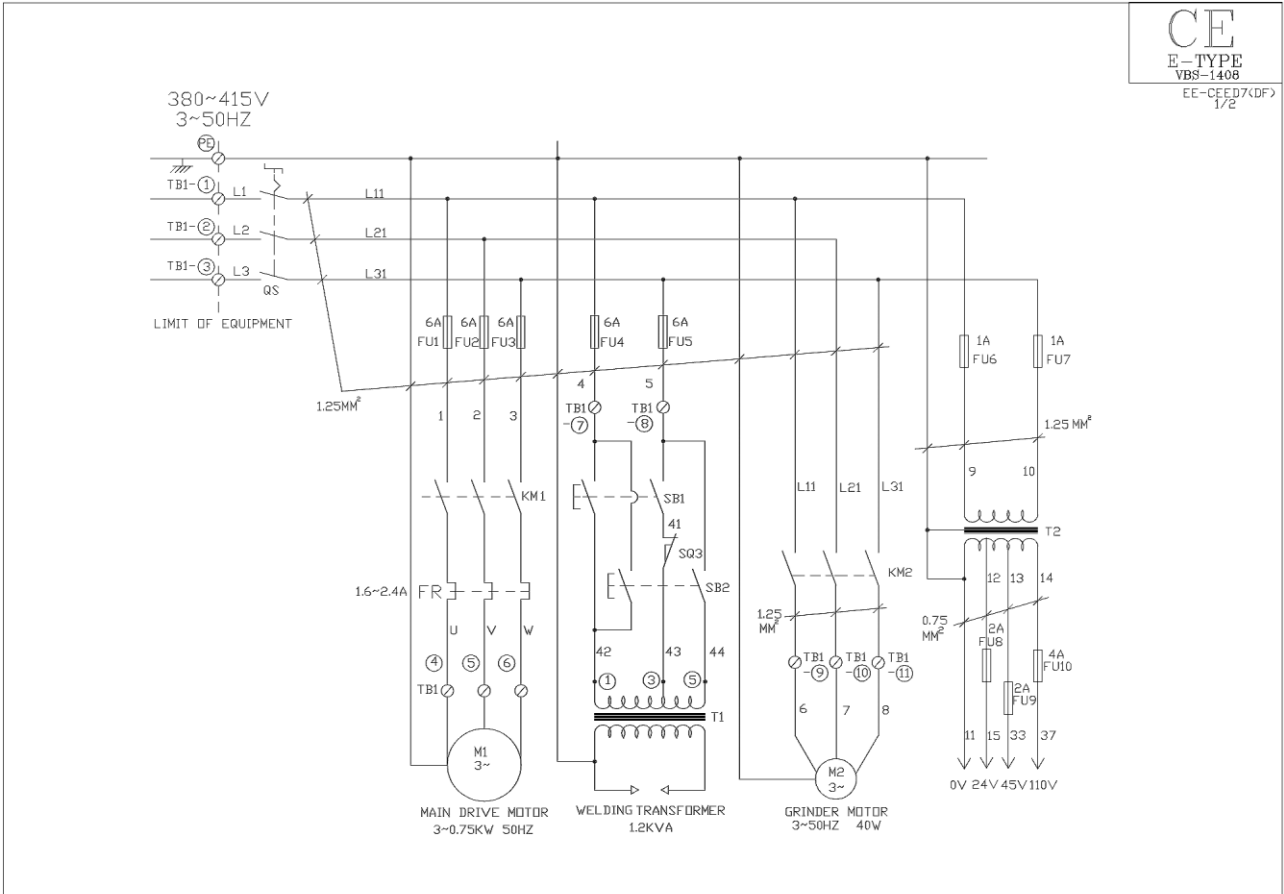 CE
E-TYPE
VBS-1408
EE-CEED7(DF)
1/2
380~415V
3~50HZ
PE
TB1-① L1 L11
TB1-② L2 L21
TB1-③ L3 L31
QS
LIMIT OF EQUIPMENT
6A 6A 6A 6A 6A
FU1 FU2 FU3 FU4 FU5
1A 1A
FU6 FU7
1.25MM²
4 5
TB1 TB1
-⑦ -⑧
1 2 3
1.25 MM²
9 10
KM1
SB1
L11 L21 L31
41
SQ3
T2
12 13 14
KM2
1.6~2.4A FR
SB2
1.25
MM²
0.75
MM²
2A
FU8
U V W
42 43 44
④ ⑤ ⑥
TB1
① ③ ⑤
TB1 TB1 TB1
-⑨ -⑩ -⑪
4A
FU10
2A
FU9
T1
6 7 8
11 15 33 37
M1
3~
M2
3~
0V 24V 45V 110V
MAIN DRIVE MOTOR
3~0.75KW 50HZ
WELDING TRANSFORMER
1.2KVA
GRINDER MOTOR
3~50HZ 40W